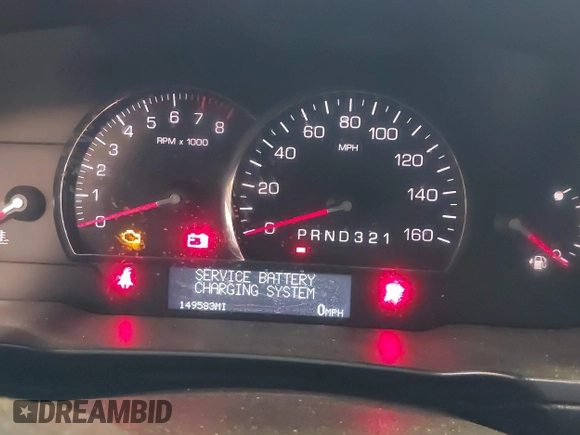 0 1 2 3 4 5 6 7 8
RPM x 1000
0 20 40 60 80 100 120 140 160
MPH
PRND321
SERVICE BATTERY
CHARGING SYSTEM
149583MI 0MPH
DREAMBID